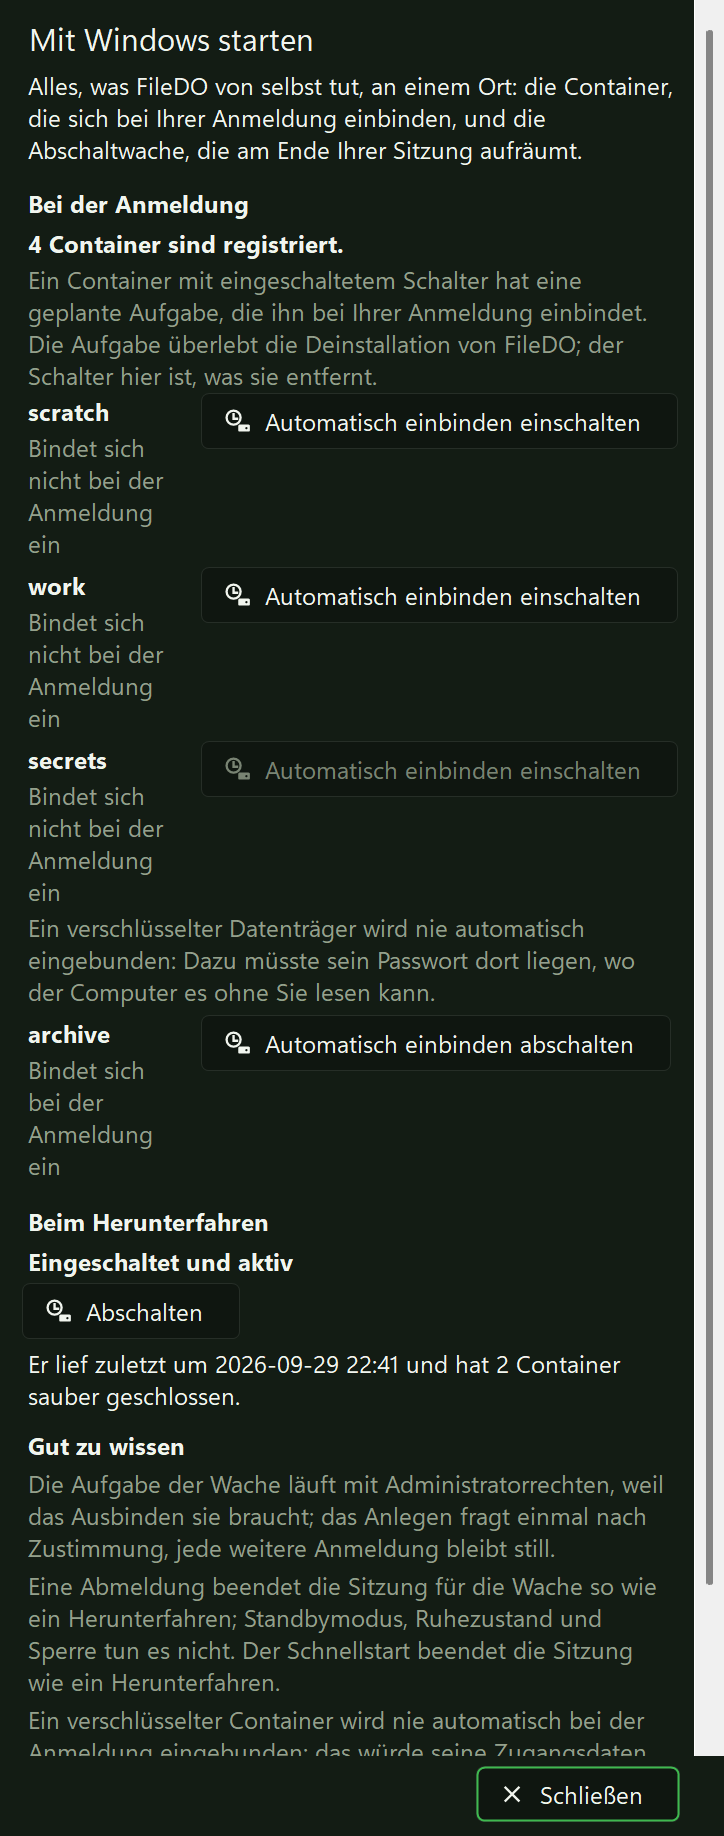 Mit Windows starten
Alles, was FileDO von selbst tut, an einem Ort: die Container,
die sich bei Ihrer Anmeldung einbinden, und die
Abschaltwache, die am Ende Ihrer Sitzung aufräumt.
Bei der Anmeldung
4 Container sind registriert.
Ein Container mit eingeschaltetem Schalter hat eine
geplante Aufgabe, die ihn bei Ihrer Anmeldung einbindet.
Die Aufgabe überlebt die Deinstallation von FileDO; der
Schalter hier ist, was sie entfernt.
scratch
Automatisch einbinden einschalten
Bindet sich
nicht bei der
Anmeldung
ein
work
Automatisch einbinden einschalten
Bindet sich
nicht bei der
Anmeldung
ein
secrets
Automatisch einbinden einschalten
Bindet sich
nicht bei der
Anmeldung
ein
Ein verschlüsselter Datenträger wird nie automatisch
eingebunden: Dazu müsste sein Passwort dort liegen, wo
der Computer es ohne Sie lesen kann.
archive
Automatisch einbinden abschalten
Bindet sich
bei der
Anmeldung
ein
Beim Herunterfahren
Eingeschaltet und aktiv
Abschalten
Er lief zuletzt um 2026-09-29 22:41 und hat 2 Container
sauber geschlossen.
Gut zu wissen
Die Aufgabe der Wache läuft mit Administratorrechten, weil
das Ausbinden sie braucht; das Anlegen fragt einmal nach
Zustimmung, jede weitere Anmeldung bleibt still.
Eine Abmeldung beendet die Sitzung für die Wache so wie
ein Herunterfahren; Standbymodus, Ruhezustand und
Sperre tun es nicht. Der Schnellstart beendet die Sitzung
wie ein Herunterfahren.
Ein verschlüsselter Container wird nie automatisch bei der
Anmeldung eingebunden: das würde seine Zugangsdaten
Schließen